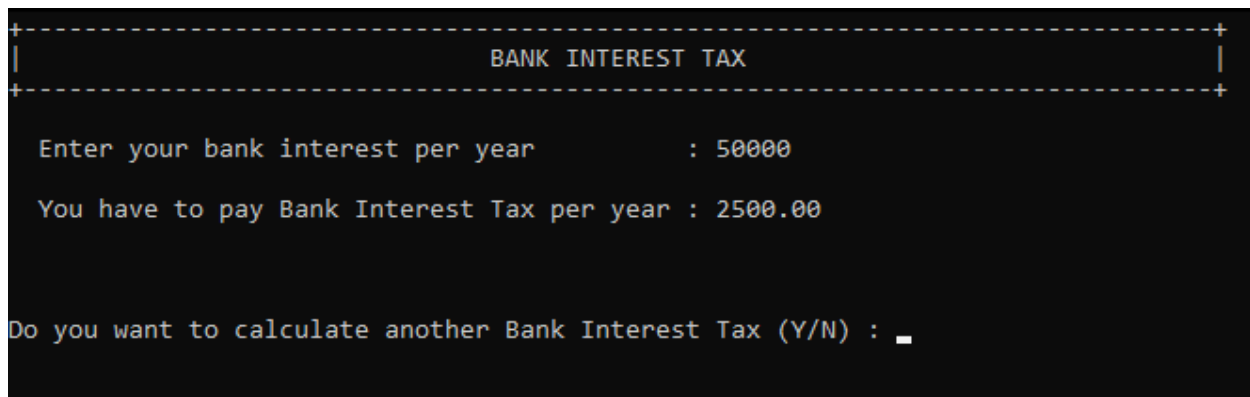 +-------------------------------------------------------------------------------+
| BANK INTEREST TAX |
+-------------------------------------------------------------------------------+
Enter your bank interest per year : 50000
You have to pay Bank Interest Tax per year : 2500.00
Do you want to calculate another Bank Interest Tax (Y/N) : _